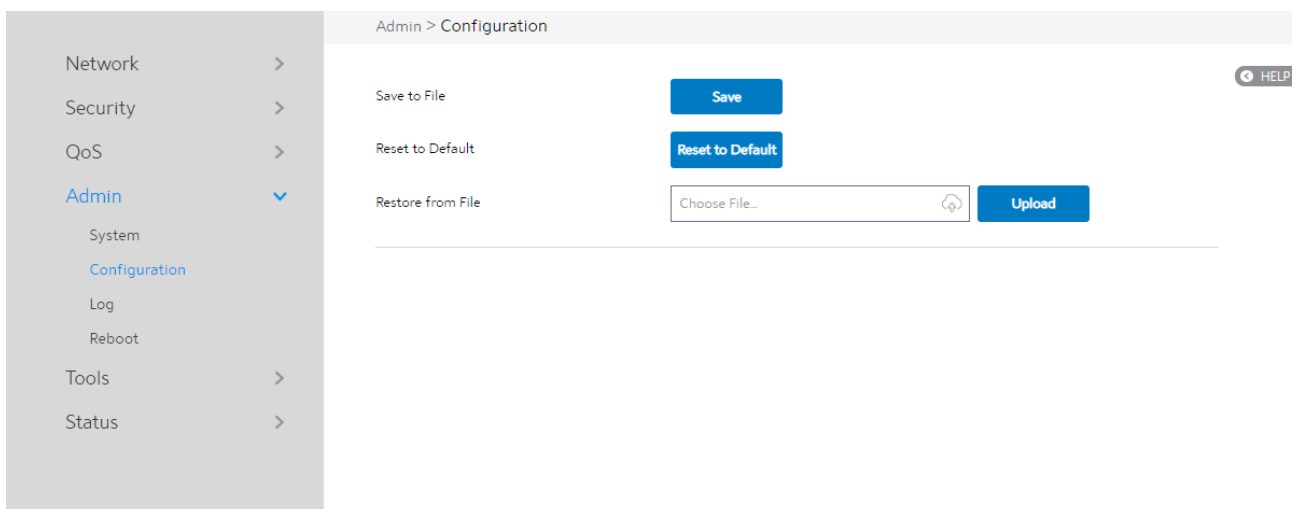 Admin > Configuration
Network
Security
QoS
Admin
System
Configuration
Log
Reboot
Tools
Status
HELP
Save to File
Save
Reset to Default
Reset to Default
Restore from File
Choose File...
Upload